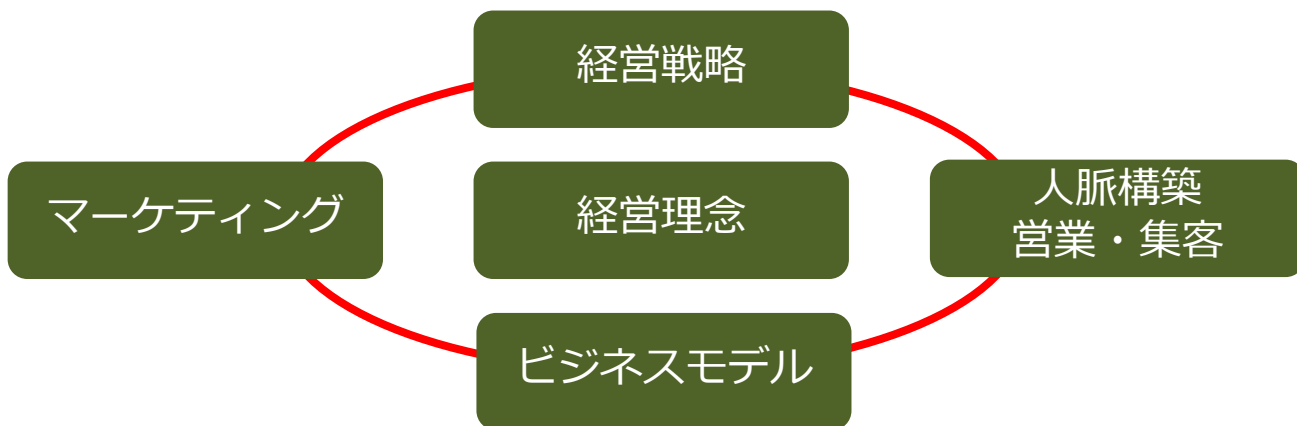 経営戦略
マーケティング
経営理念
人脈構築
営業・集客
ビジネスモデル